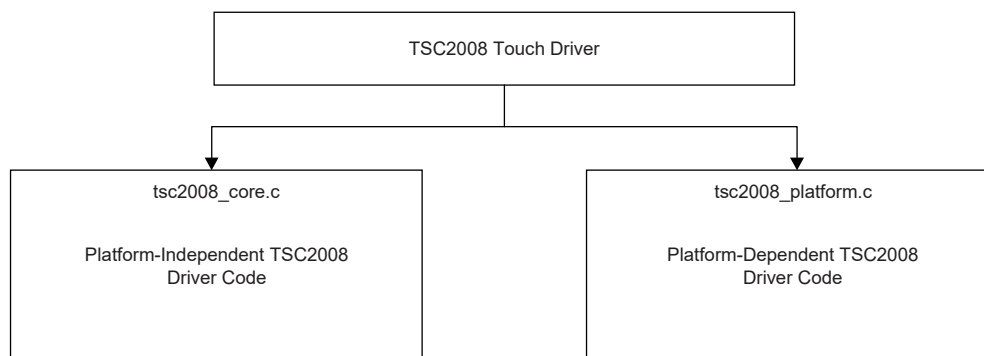 TSC2008 Touch Driver
tsc2008_core.c
Platform-Independent TSC2008
Driver Code
tsc2008_platform.c
Platform-Dependent TSC2008
Driver Code